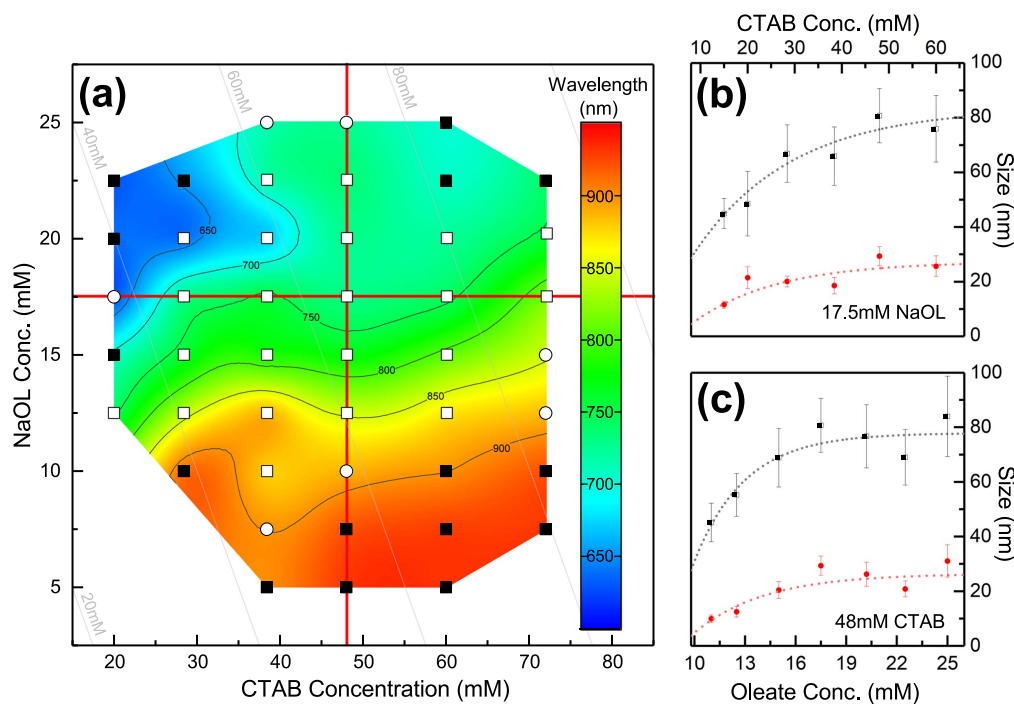 (a)
NaOL Conc. (mM)
25
20
15
10
5
20 30 40 50 60 70 80
CTAB Concentration (mM)
40mM
60mM
80mM
20mM
650
700
750
800
850
900
Wavelength
(nm)
900
850
800
750
700
650
CTAB Conc. (mM)
10 20 30 40 50 60
(b)
100
80
60
40
20
0
Size (nm)
17.5mM NaOL
(c)
100
80
60
40
20
0
Size (nm)
48mM CTAB
10 13 16 19 22 25
Oleate Conc. (mM)